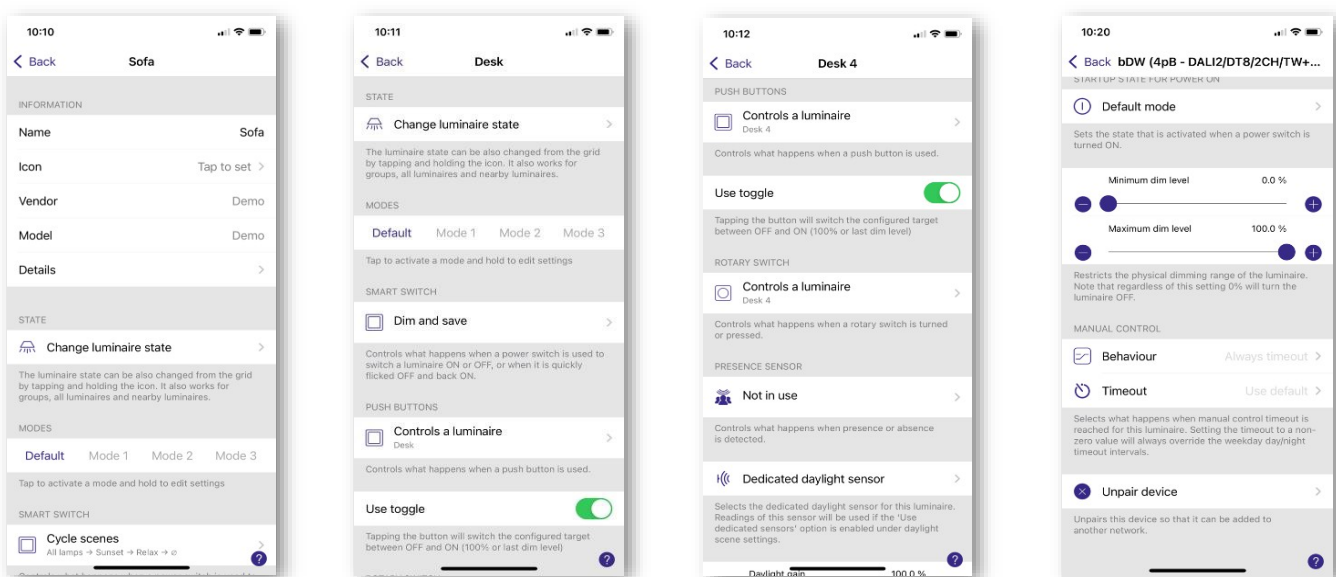 10:10
Back
Sofa
INFORMATION
Name Sofa
Icon Tap to set
Vendor Demo
Model Demo
Details
STATE
Change luminaire state
The luminaire state can be also changed from the grid
by tapping and holding the icon. It also works for
groups, all luminaires and nearby luminaires.
MODES
Default Mode 1 Mode 2 Mode 3
Tap to activate a mode and hold to edit settings
SMART SWITCH
Cycle scenes
All lamps → Sunset → Relax → ∅
?
10:11
Back
Desk
STATE
Change luminaire state
The luminaire state can be also changed from the grid
by tapping and holding the icon. It also works for
groups, all luminaires and nearby luminaires.
MODES
Default Mode 1 Mode 2 Mode 3
Tap to activate a mode and hold to edit settings
SMART SWITCH
Dim and save
Controls what happens when a power switch is used to
switch a luminaire ON or OFF, or when it is quickly
flicked OFF and back ON.
PUSH BUTTONS
Controls a luminaire
Desk
Controls what happens when a push button is used.
Use toggle
Tapping the button will switch the configured target
between OFF and ON (100% or last dim level)
?
10:12
Back
Desk 4
PUSH BUTTONS
Controls a luminaire
Desk 4
Controls what happens when a push button is used.
Use toggle
Tapping the button will switch the configured target
between OFF and ON (100% or last dim level)
ROTARY SWITCH
Controls a luminaire
Desk 4
Controls what happens when a rotary switch is turned
or pressed.
PRESENCE SENSOR
Not in use
Controls what happens when presence or absence
is detected.
Dedicated daylight sensor
Selects the dedicated daylight sensor for this luminaire.
Readings of this sensor will be used if the 'Use
dedicated sensors' option is enabled under daylight
scene settings.
Daylight gain 100.0 %
?
10:20
Back
bDW (4pB - DALI2/DT8/2CH/TW+...
STARTUP STATE FOR POWER ON
Default mode
Sets the state that is activated when a power switch is
turned ON.
Minimum dim level 0.0 %
Maximum dim level 100.0 %
Restricts the physical dimming range of the luminaire.
Note that regardless of this setting 0% will turn the
luminaire OFF.
MANUAL CONTROL
Behaviour Always timeout
Timeout Use default
Selects what happens when manual control timeout is
reached for this luminaire. Setting the timeout to a non-
zero value will always override the weekday day/night
timeout intervals.
Unpair device
Unpairs this device so that it can be added to
another network.
?